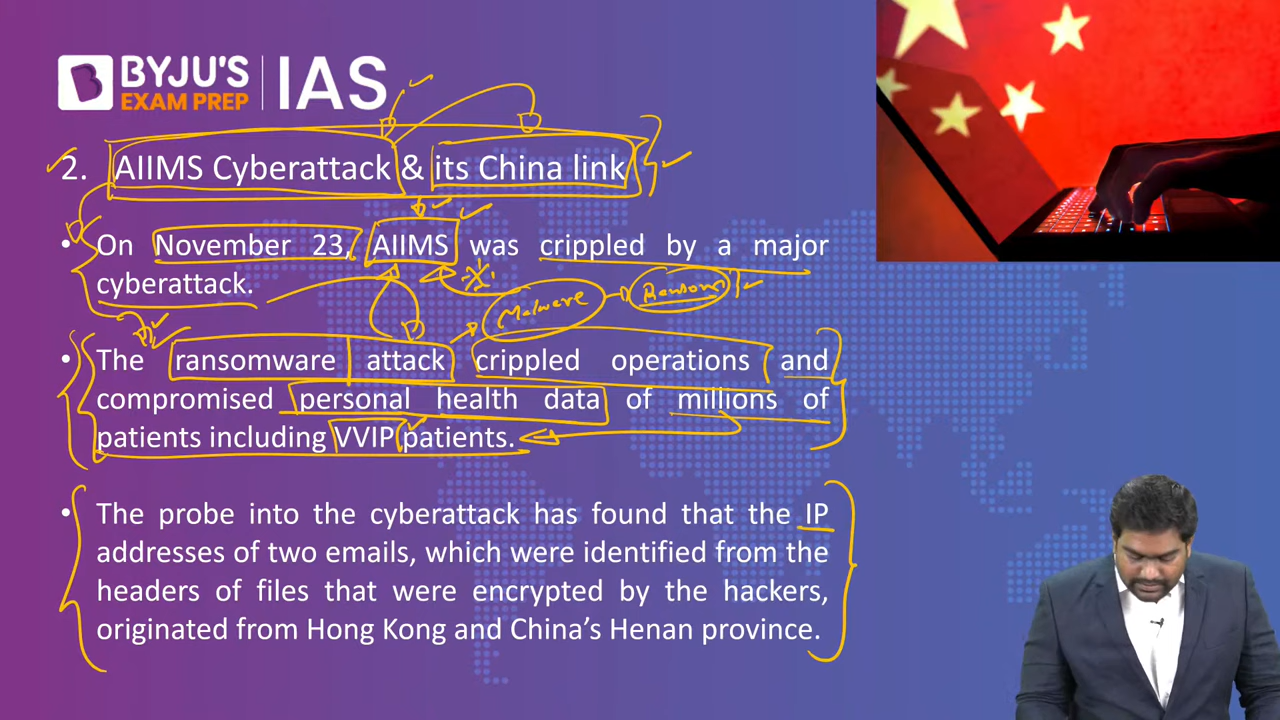 BYJU'S
EXAM PREP
IAS
2. AIIMS Cyberattack & its China link
• On November 23, AIIMS was crippled by a major
cyberattack.
Malware Ransom
• The ransomware attack crippled operations and
compromised personal health data of millions of
patients including VVIP patients.
• The probe into the cyberattack has found that the IP
addresses of two emails, which were identified from the
headers of files that were encrypted by the hackers,
originated from Hong Kong and China's Henan province.